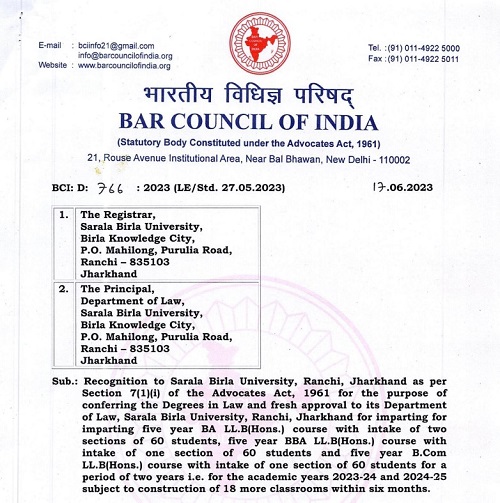 E-mail : bciinfo21@gmail.com
info@barcouncilofindia.org
Website : www.barcouncilofindia.org
Tel. : (91) 011-4922 5000
Fax : (91) 011-4922 5011
भारतीय विधिज्ञ परिषद्
BAR COUNCIL OF INDIA
(Statutory Body Constituted under the Advocates Act, 1961)
21, Rouse Avenue Institutional Area, Near Bal Bhawan, New Delhi - 110002
BCI: D: 766 : 2023 (LE/Std. 27.05.2023) 17.06.2023
1. The Registrar,
Sarala Birla University,
Birla Knowledge City,
P.O. Mahilong, Purulia Road,
Ranchi – 835103
Jharkhand
2. The Principal,
Department of Law,
Sarala Birla University,
Birla Knowledge City,
P.O. Mahilong, Purulia Road,
Ranchi – 835103
Jharkhand
Sub.: Recognition to Sarala Birla University, Ranchi, Jharkhand as per
Section 7(1)(i) of the Advocates Act, 1961 for the purpose of
conferring the Degrees in Law and fresh approval to its Department
of Law, Sarala Birla University, Ranchi, Jharkhand for imparting for
imparting five year BA LL.B(Hons.) course with intake of two
sections of 60 students, five year BBA LL.B(Hons.) course with
intake of one section of 60 students and five year B.Com
LL.B(Hons.) course with intake of one section of 60 students for a
period of two years i.e. for the academic years 2023-24 and 2024-25
subject to construction of 18 more classrooms within six months.